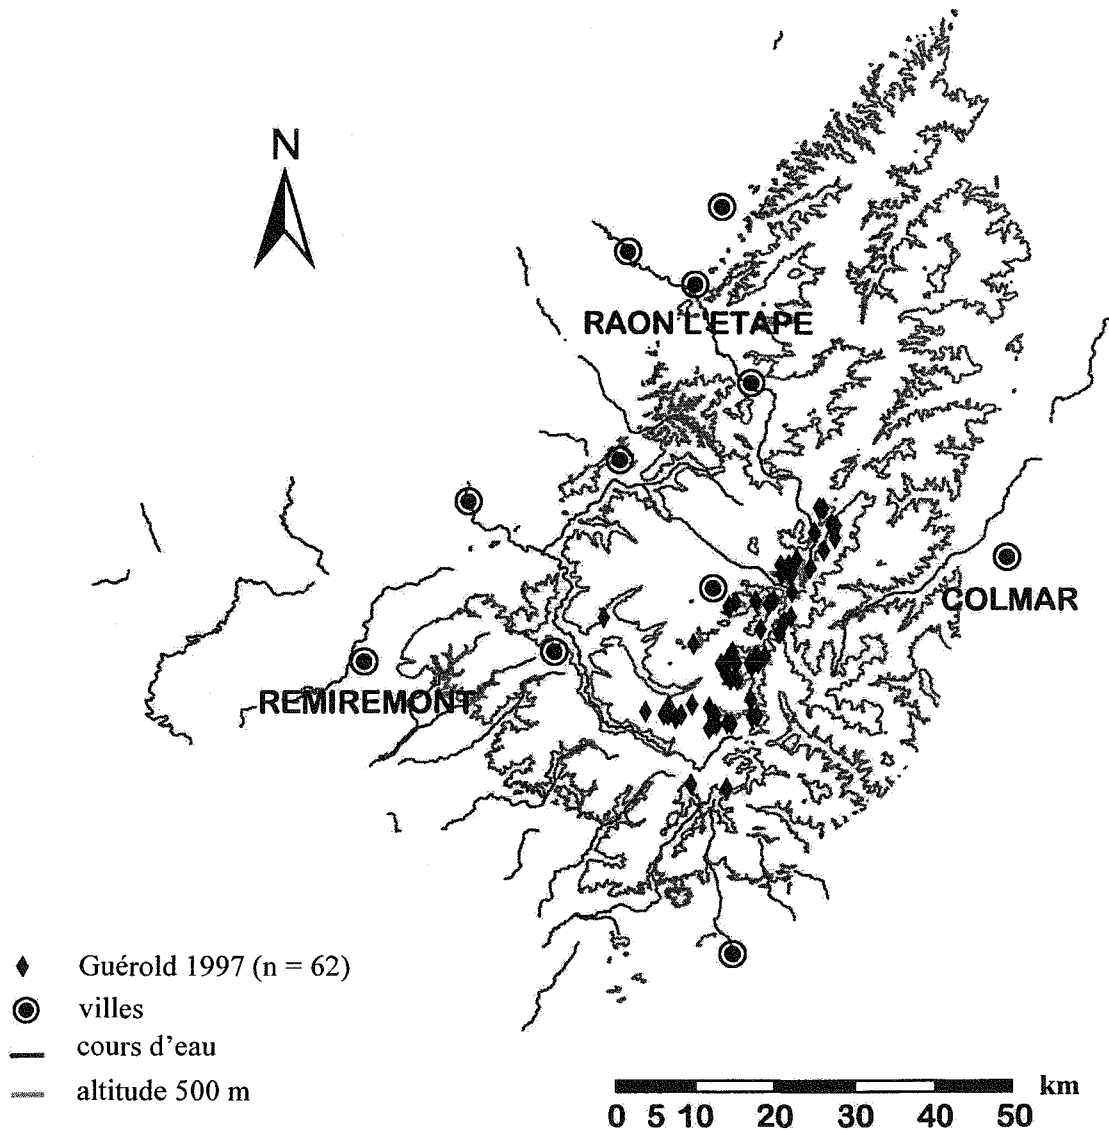 N
RAON L'ETAPE
COLMAR
REMIREMONT
Guérold 1997 (n = 62)
villes
cours d'eau
altitude 500 m
km
0 5 10 20 30 40 50